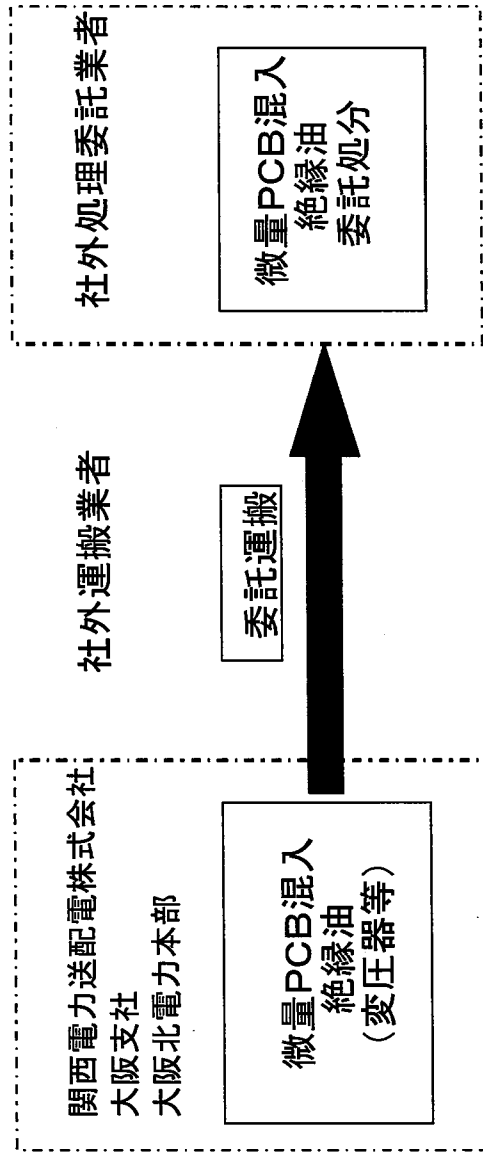 関西電力送配電株式会社
大阪支社
大阪北電力本部
微量PCB混入
絶縁油
(変圧器等)
社外運搬業者
委託運搬
社外処理委託業者
微量PCB混入
絶縁油
委託処分